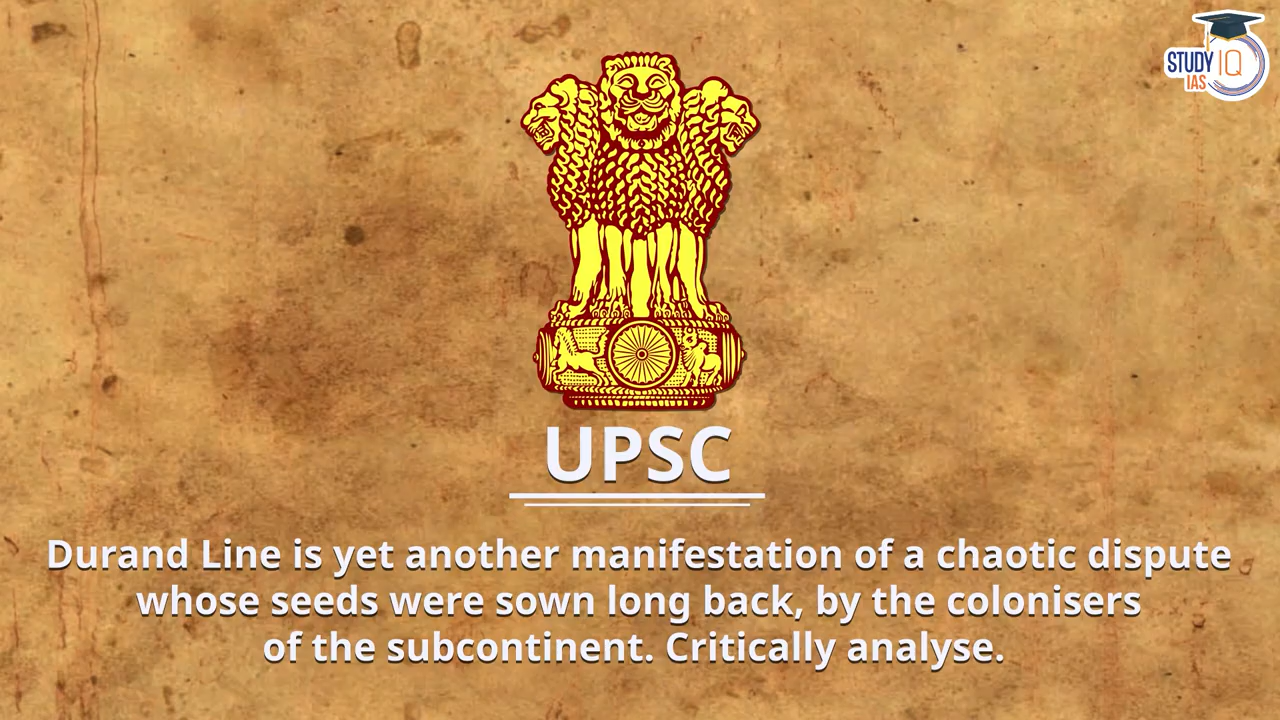 STUDY IQ
IAS
UPSC
Durand Line is yet another manifestation of a chaotic dispute
whose seeds were sown long back, by the colonisers
of the subcontinent. Critically analyse.